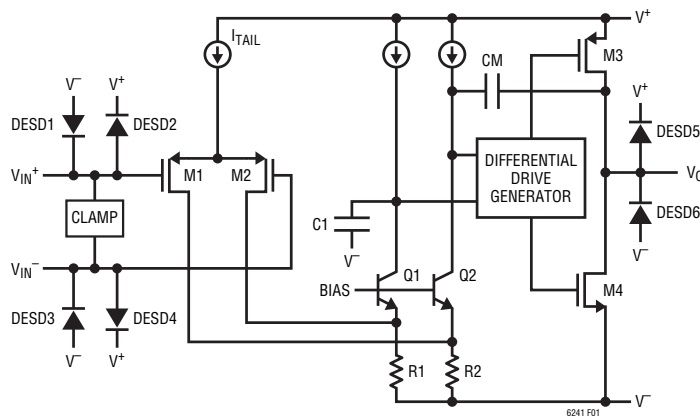 V+
ITAIL
M3
CM
V− V+
V+
DESD1 DESD2
DESD5
M1 M2
VIN+
DIFFERENTIAL
DRIVE
GENERATOR
VO
CLAMP
DESD6
C1
V−
V−
VIN−
Q1 Q2
M4
BIAS
DESD3 DESD4
V− V+
R1 R2
V−
6241 F01